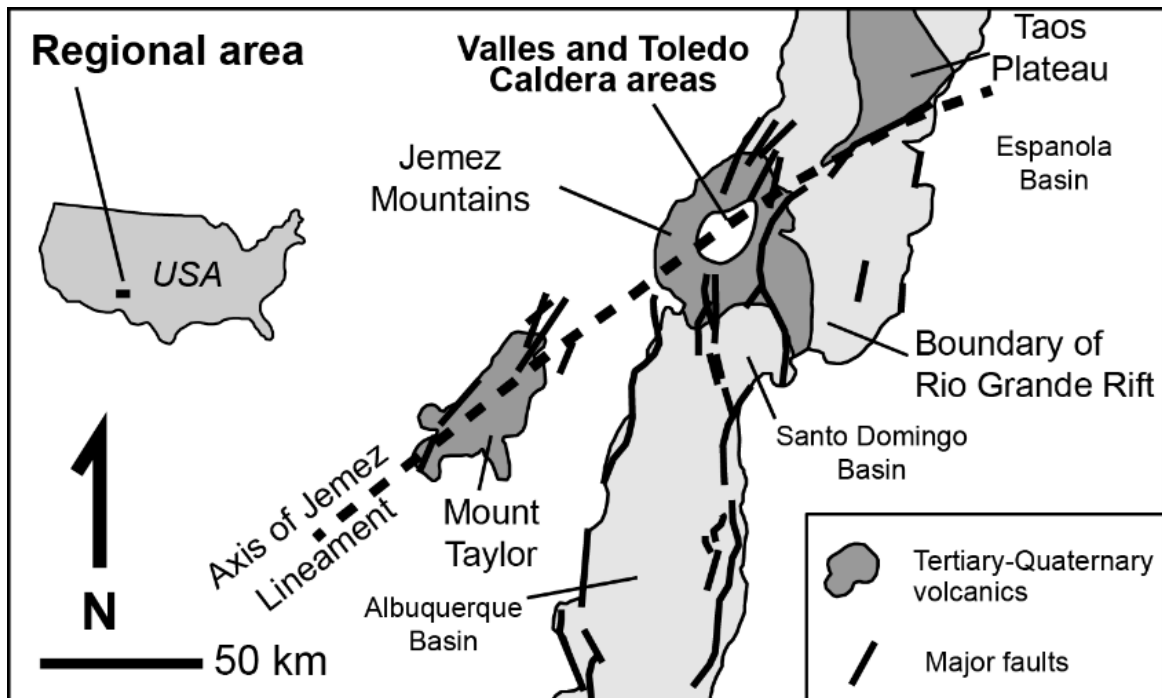 Regional area
USA
Valles and Toledo
Caldera areas
Taos
Plateau
Jemez
Mountains
Espanola
Basin
Boundary of
Rio Grande Rift
Santo Domingo
Basin
Axis of Jemez
Lineament
Mount
Taylor
Albuquerque
Basin
N
50 km
Tertiary-Quaternary
volcanics
Major faults